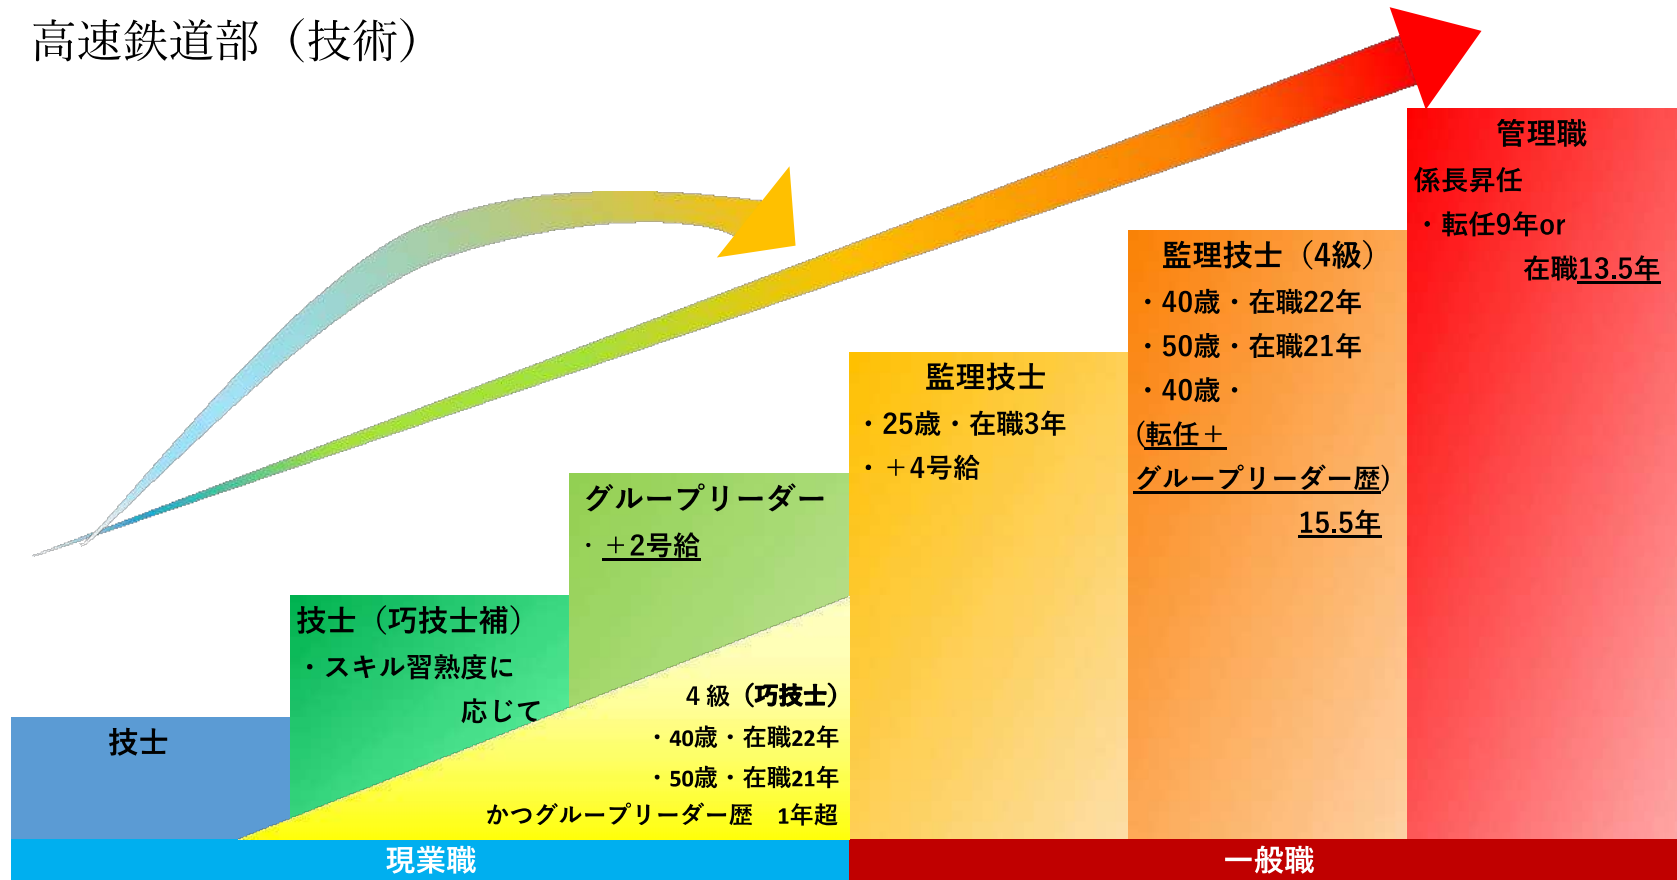 高速鉄道部（技術）
技士
技士（巧技士補）
・スキル習熟度に
応じて
グループリーダー
・＋2号給
４級（巧技士）
・40歳・在職22年
・50歳・在職21年
かつグループリーダー歴　1年超
監理技士
・25歳・在職3年
・＋4号給
監理技士（4級）
・40歳・在職22年
・50歳・在職21年
・40歳・
(転任＋
グループリーダー歴)
15.5年
管理職
係長昇任
・転任9年or
在職13.5年
現業職
一般職